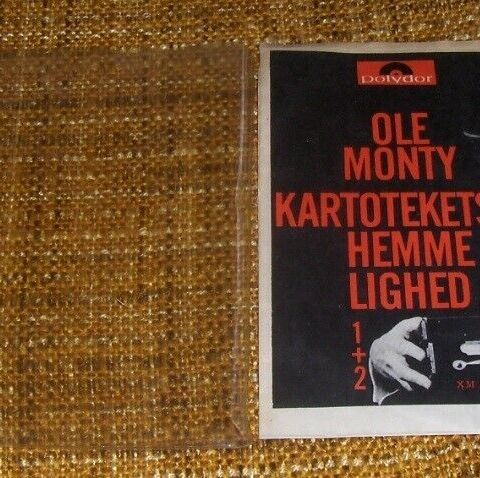 polydor
OLE
MONTY
KARTOTEKETS
HEMME
LIGHED
1
+
2
XM